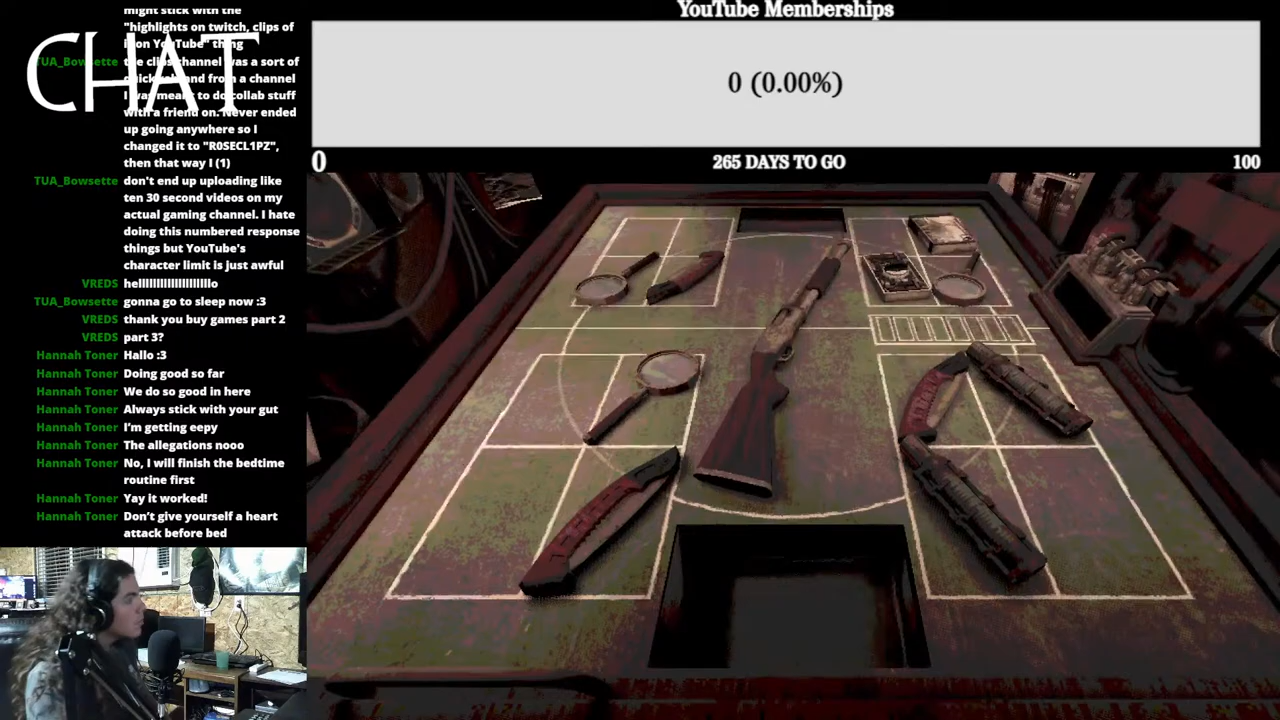 might stick with the
"highlights on twitch, clips of
on YouTube" thing
CHAT
TUA_Bowsette the clips channel was a sort of
and from a channel
I was meant to do collab stuff
with a friend on. Never ended
up going anywhere so I
changed it to "R0SECL1PZ",
then that way I (1)
TUA_Bowsette don't end up uploading like
ten 30 second videos on my
actual gaming channel. I hate
doing this numbered response
things but YouTube's
character limit is just awful
VREDS helllllllllllllllllllllo
TUA_Bowsette gonna go to sleep now :3
VREDS thank you buy games part 2
VREDS part 3?
Hannah Toner Hallo :3
Hannah Toner Doing good so far
Hannah Toner We do so good in here
Hannah Toner Always stick with your gut
Hannah Toner I'm getting eepy
Hannah Toner The allegations nooo
Hannah Toner No, I will finish the bedtime
routine first
Hannah Toner Yay it worked!
Hannah Toner Don't give yourself a heart
attack before bed
YouTube Memberships
0 (0.00%)
0 265 DAYS TO GO 100